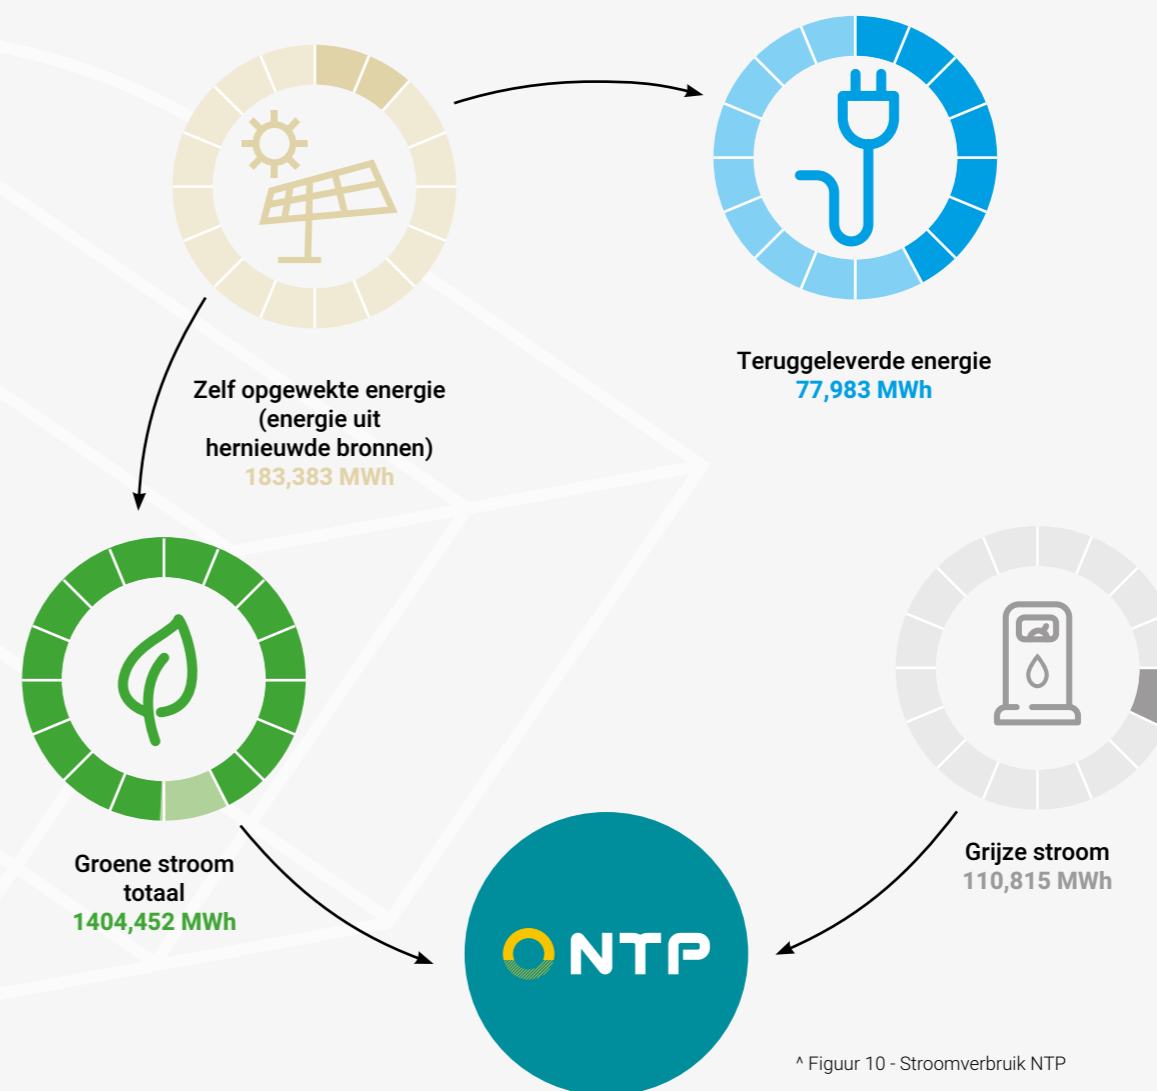 Teruggeleverde energie
77,983 MWh
Zelf opgewekte energie
(energie uit
hernieuwde bronnen)
183,383 MWh
Groene stroom
totaal
1404,452 MWh
Grijze stroom
110,815 MWh
NTP
^ Figuur 10 - Stroomverbruik NTP